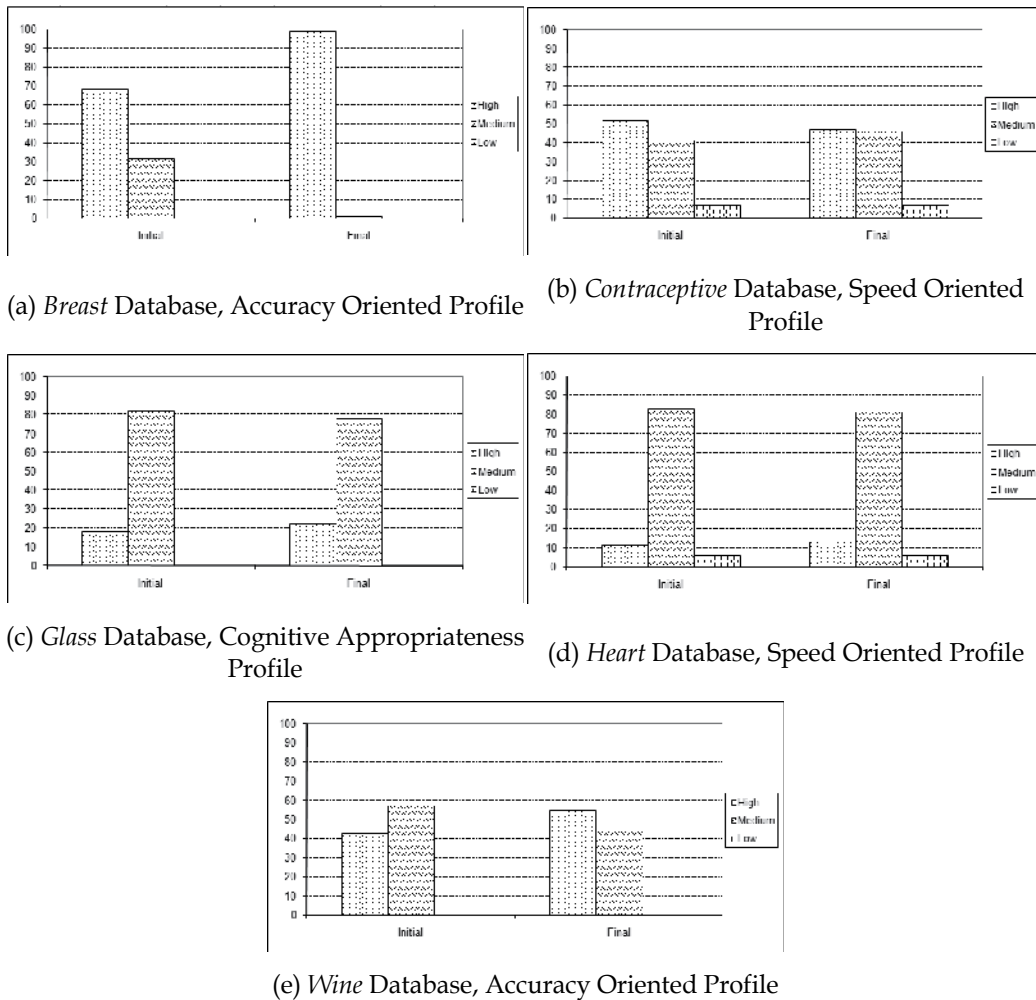 100
90
80
70
60
50
40
30
20
10
0
Initial
Final
High
Medium
Low
(a) Breast Database, Accuracy Oriented Profile
100
90
80
70
60
50
40
30
20
10
0
Initial
Final
High
Medium
Low
(b) Contraceptive Database, Speed Oriented
Profile
100
90
80
70
60
50
40
30
20
10
0
Initial
Final
High
Medium
Low
(c) Glass Database, Cognitive Appropriateness
Profile
100
90
80
70
60
50
40
30
20
10
0
Initial
Final
High
Medium
Low
(d) Heart Database, Speed Oriented Profile
100
90
80
70
60
50
40
30
20
10
0
Initial
Final
High
Medium
Low
(e) Wine Database, Accuracy Oriented Profile